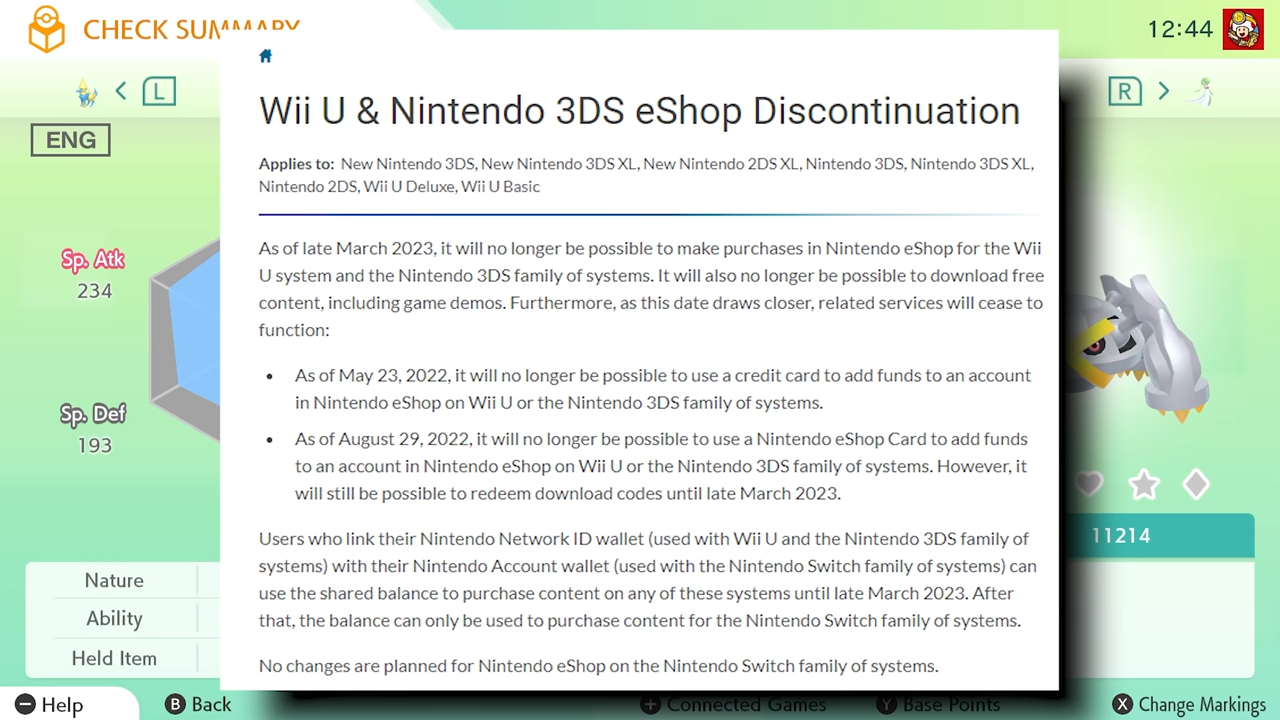 CHECK SUMMARY
12:44
L
R
ENG
Wii U & Nintendo 3DS eShop Discontinuation
Applies to: New Nintendo 3DS, New Nintendo 3DS XL, New Nintendo 2DS XL, Nintendo 3DS, Nintendo 3DS XL,
Nintendo 2DS, Wii U Deluxe, Wii U Basic
As of late March 2023, it will no longer be possible to make purchases in Nintendo eShop for the Wii
U system and the Nintendo 3DS family of systems. It will also no longer be possible to download free
content, including game demos. Furthermore, as this date draws closer, related services will cease to
function:
• As of May 23, 2022, it will no longer be possible to use a credit card to add funds to an account
in Nintendo eShop on Wii U or the Nintendo 3DS family of systems.
• As of August 29, 2022, it will no longer be possible to use a Nintendo eShop Card to add funds
to an account in Nintendo eShop on Wii U or the Nintendo 3DS family of systems. However, it
will still be possible to redeem download codes until late March 2023.
Users who link their Nintendo Network ID wallet (used with Wii U and the Nintendo 3DS family of
systems) with their Nintendo Account wallet (used with the Nintendo Switch family of systems) can
use the shared balance to purchase content on any of these systems until late March 2023. After
that, the balance can only be used to purchase content for the Nintendo Switch family of systems.
No changes are planned for Nintendo eShop on the Nintendo Switch family of systems.
Sp. Atk
234
Sp. Def
193
11214
Nature
Ability
Held Item
Help
B Back
Connected Games
Y Base Points
X Change Markings